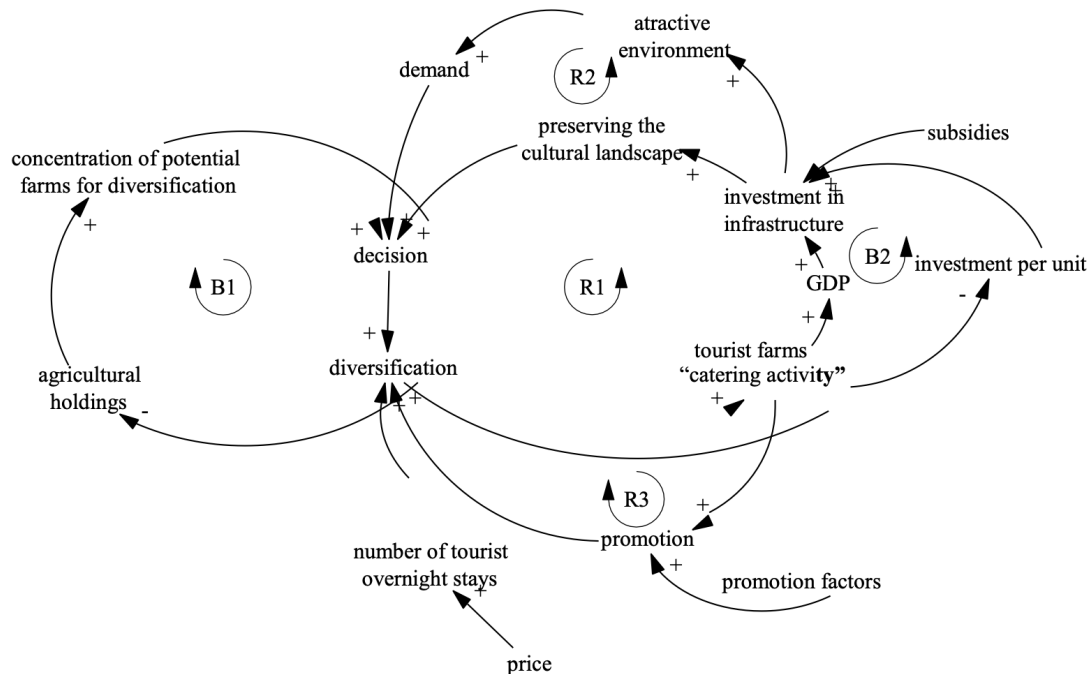 atractive
environment
demand
+
R2
+
preserving the
cultural landscape
subsidies
concentration of potential
farms for diversification
+
+
+
investment in
infrastructure
+
+
+
+
+
decision
B2
investment per unit
+
B1
R1
GDP
-
+
+
tourist farms
“catering activity”
diversification
agricultural
holdings
-
+
+
+
R3
+
promotion
number of tourist
overnight stays
+
+
promotion factors
price